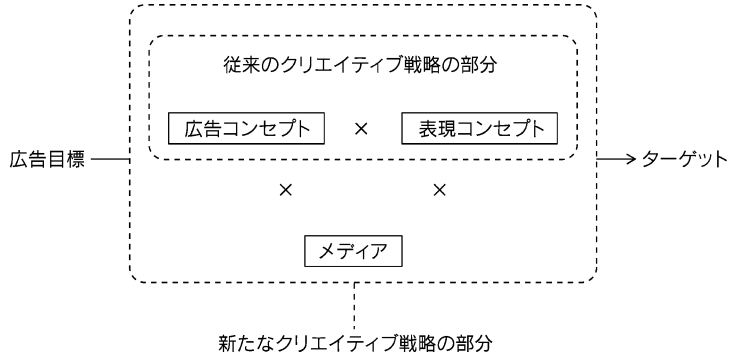 従来のクリエイティブ戦略の部分
広告コンセプト × 表現コンセプト
広告目標
ターゲット
× ×
メディア
新たなクリエイティブ戦略の部分